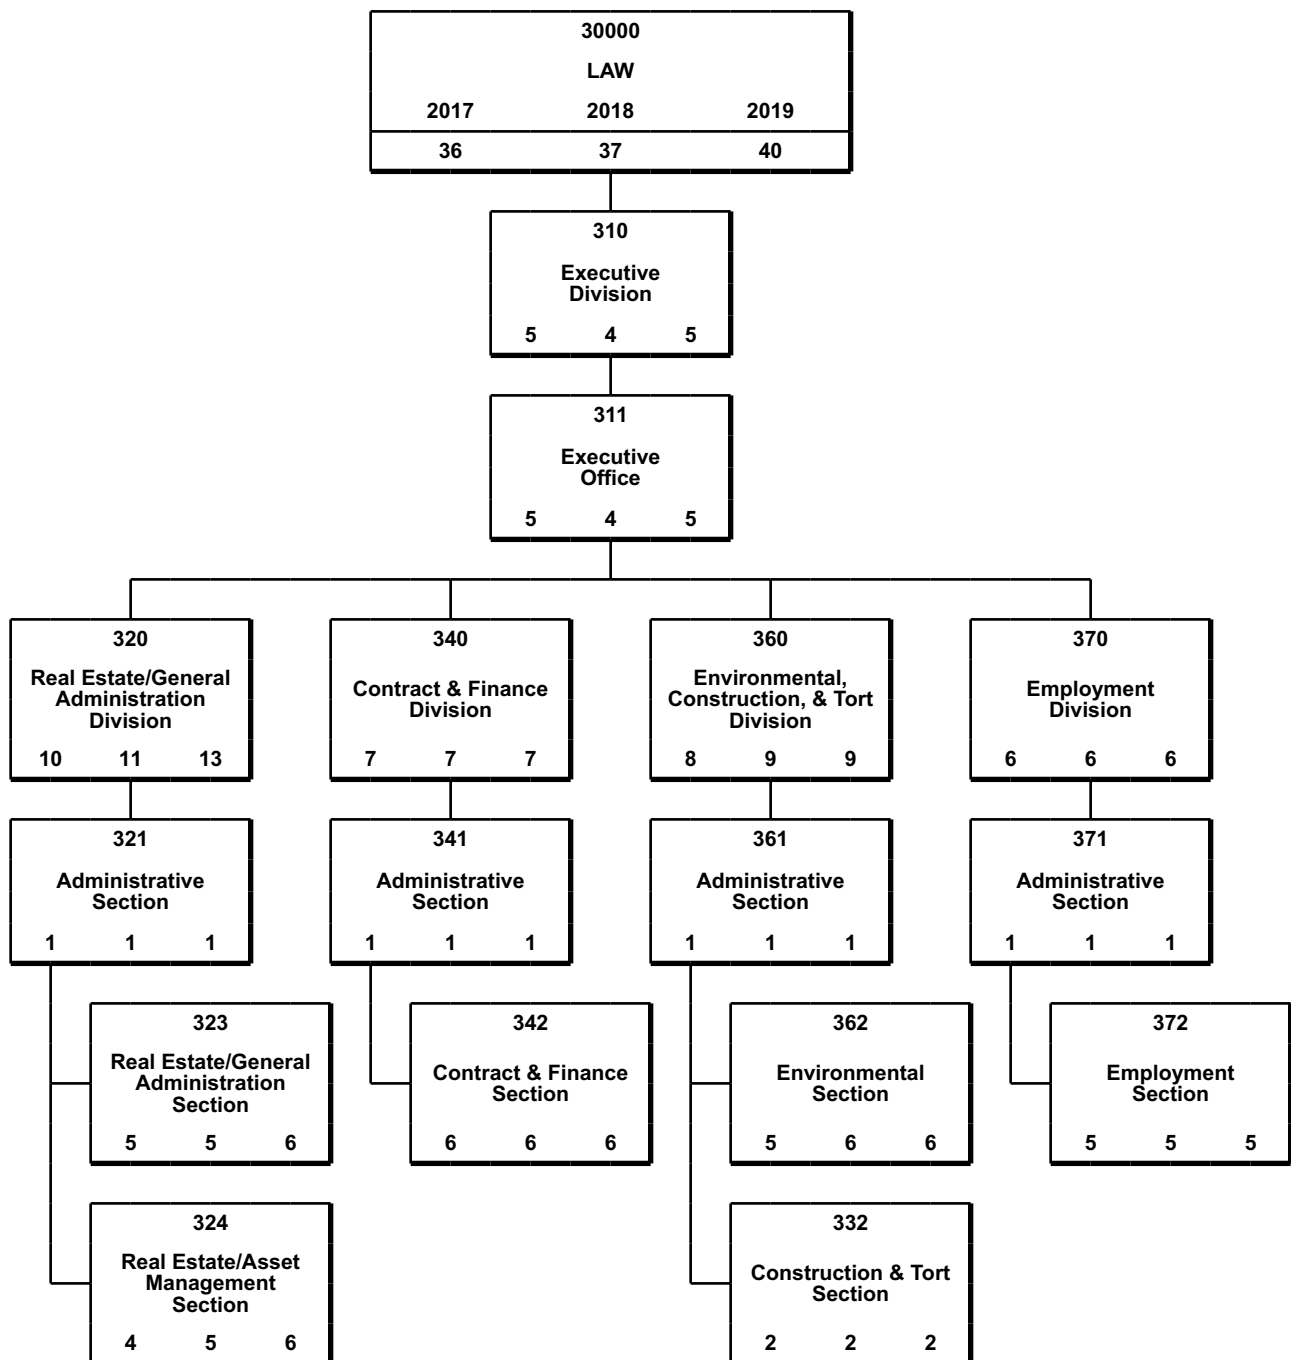 30000
LAW
2017 2018 2019
36 37 40
310
Executive
Division
5 4 5
311
Executive
Office
5 4 5
320
Real Estate/General
Administration
Division
10 11 13
340
Contract & Finance
Division
7 7 7
360
Environmental,
Construction, & Tort
Division
8 9 9
370
Employment
Division
6 6 6
321
Administrative
Section
1 1 1
341
Administrative
Section
1 1 1
361
Administrative
Section
1 1 1
371
Administrative
Section
1 1 1
323
Real Estate/General
Administration
Section
5 5 6
342
Contract & Finance
Section
6 6 6
362
Environmental
Section
5 6 6
372
Employment
Section
5 5 5
324
Real Estate/Asset
Management
Section
4 5 6
332
Construction & Tort
Section
2 2 2